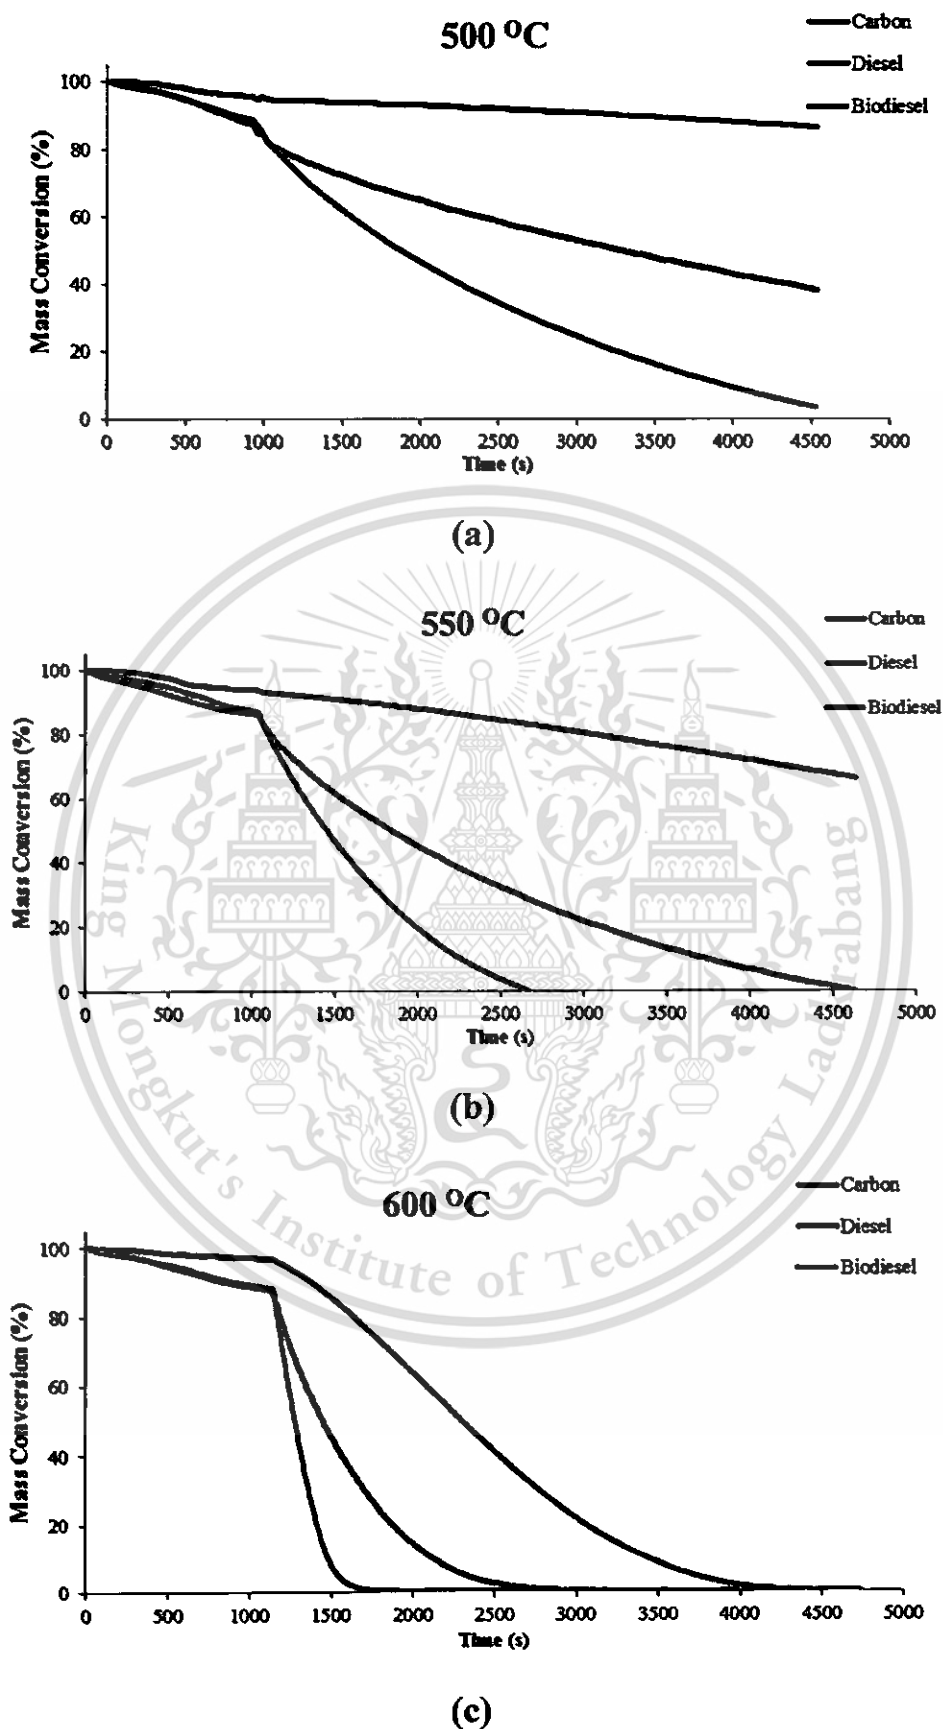 500 °C
Carbon
Diesel
Biodiesel
Mass Conversion (%)
100
80
60
40
20
0
0 500 1000 1500 2000 2500 3000 3500 4000 4500 5000
Time (s)
(a)
550 °C
Carbon
Diesel
Biodiesel
Mass Conversion (%)
100
80
60
40
20
0
0 500 1000 1500 2000 2500 3000 3500 4000 4500 5000
Time (s)
(b)
600 °C
Carbon
Diesel
Biodiesel
Mass Conversion (%)
100
80
60
40
20
0
0 500 1000 1500 2000 2500 3000 3500 4000 4500 5000
Time (s)
(c)
King Mongkut's Institute of Technology Ladkrabang